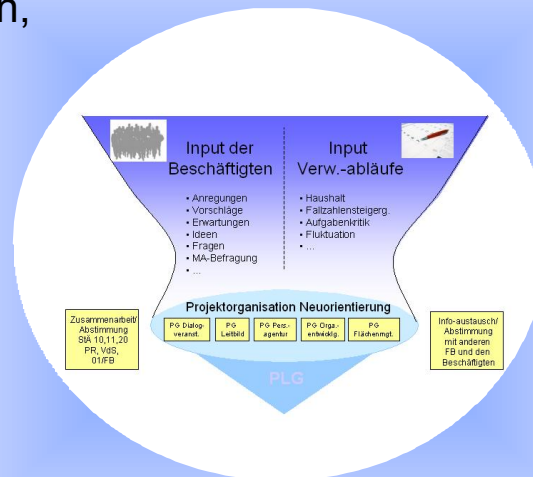 n,
Input der
Beschäftigten
• Anregungen
• Vorschläge
• Erwartungen
• Ideen
• Fragen
• MA-Befragung
• ...
Input
Verw.-abläufe
• Haushalt
• Fallzahlensteigerg.
• Aufgabenkritik
• Fluktuation
• ...
Projektorganisation Neuorientierung
PG Dialog-
veranst.
PG
Leitbild
PG Pers.-
agentur
PG Orga.-
entwicklg.
PG
Flächenmgt.
Zusammenarbeit/
Abstimmung
StÄ 10,11,20
PR, VdS,
01/FB
Info-austausch/
Abstimmung
mit anderen
FB und den
Beschäftigten
PLG